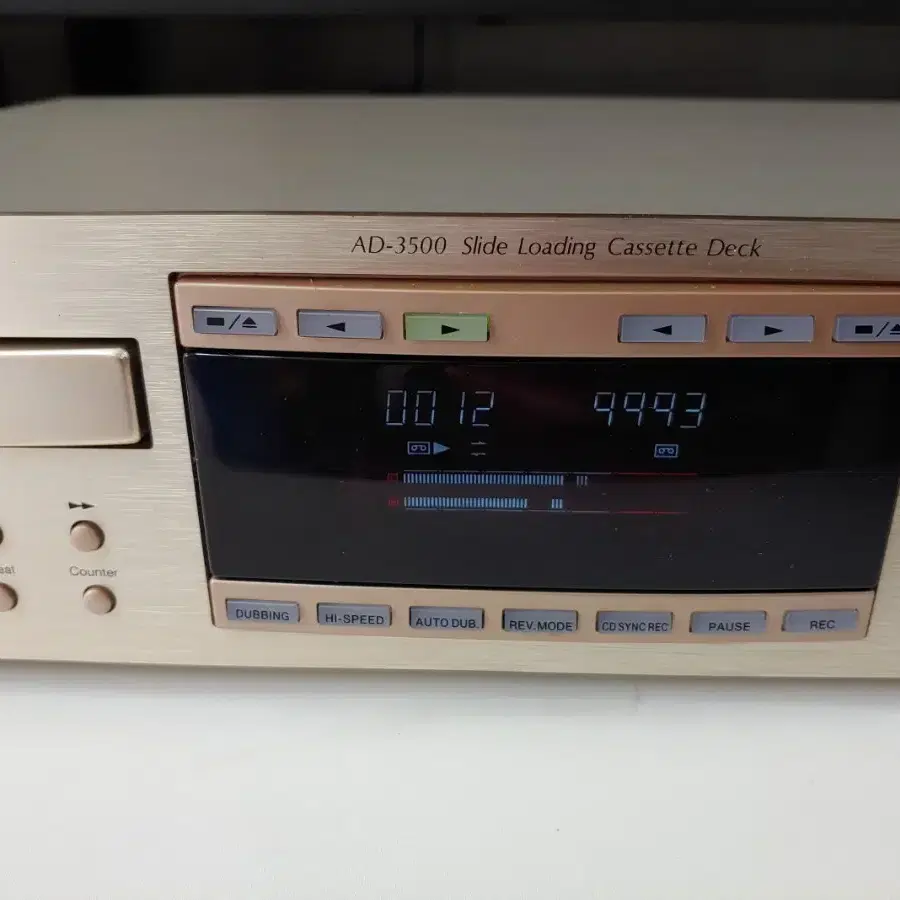 AD-3500 Slide Loading Cassette Deck
0012 9993
Counter
DUBBING HI-SPEED AUTO DUB. REV.MODE CD SYNC REC PAUSE REC